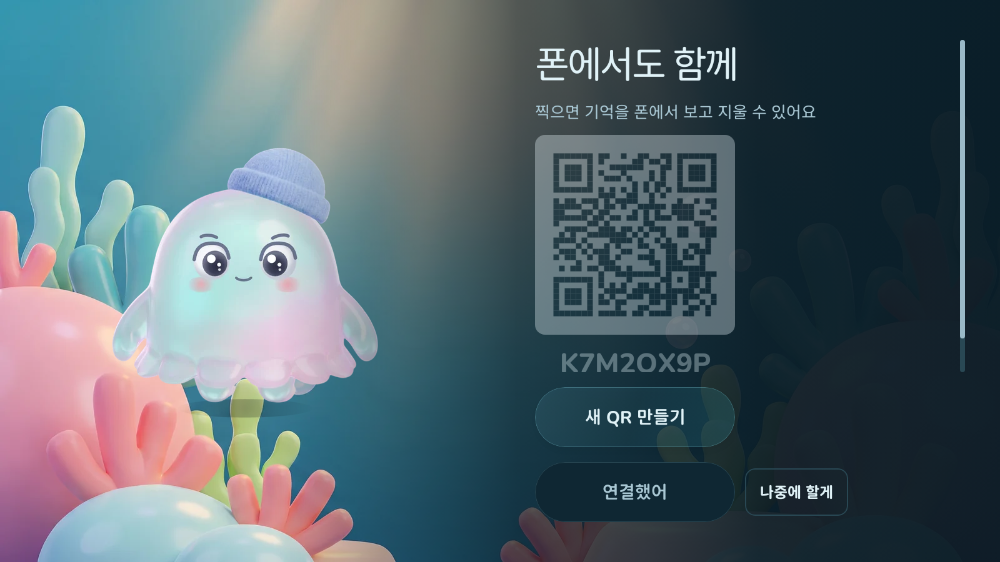 폰에서도 함께
찍으면 기억을 폰에서 보고 지울 수 있어요
K7M2OX9P
새 QR 만들기
연결했어
나중에 할게